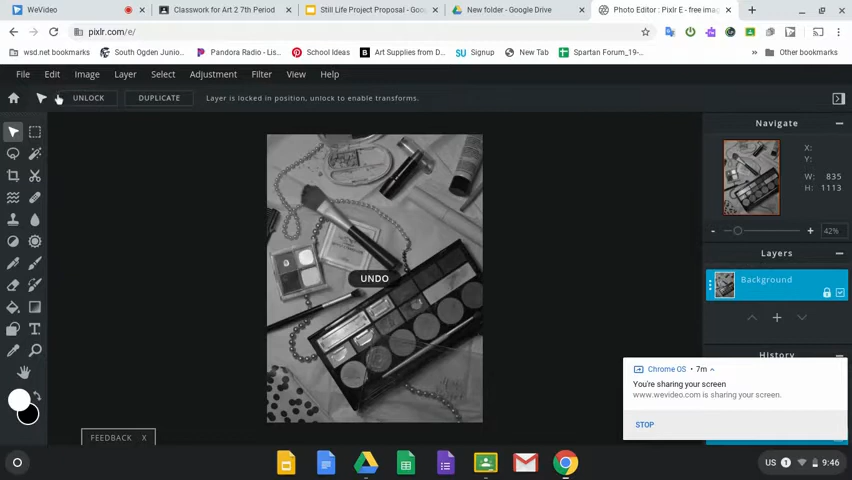 WeVideo
Classwork for Art 2 7th Period
Still Life Project Proposal - Goog
New folder - Google Drive
Photo Editor : Pixlr E - free imag
pixlr.com/e/
wsd.net bookmarks
South Ogden Junio...
Pandora Radio - Lis...
School Ideas
Art Supplies from D...
Signup
New Tab
Spartan Forum_19-...
Other bookmarks
File Edit Image Layer Select Adjustment Filter View Help
UNLOCK
DUPLICATE
Layer is locked in position, unlock to enable transforms.
Navigate
X:
Y:
W: 835
H: 1113
42%
Layers
Background
UNDO
History
Chrome OS • 7m
You're sharing your screen
www.wevideo.com is sharing your screen.
STOP
FEEDBACK X
US 1 9:46